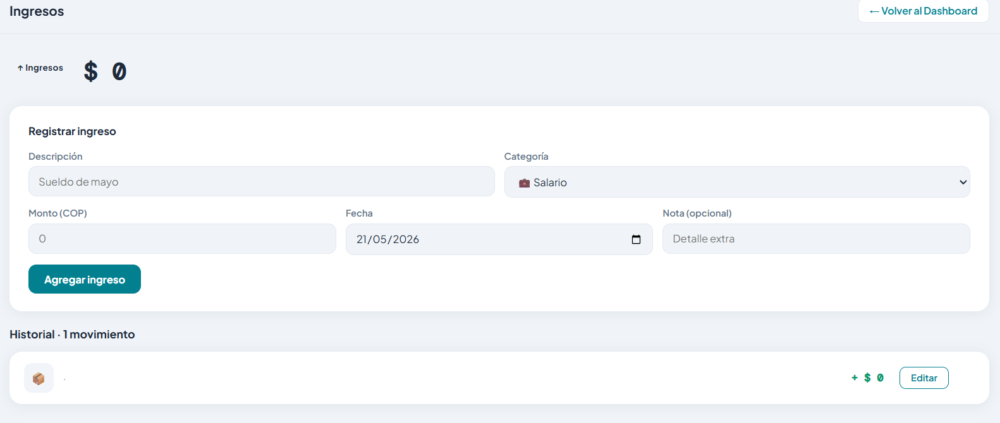 Ingresos
← Volver al Dashboard
↑ Ingresos
$ 0
Registrar ingreso
Descripción
Categoría
Sueldo de mayo
💼 Salario
Monto (COP)
Fecha
Nota (opcional)
0
21/05/2026
Detalle extra
Agregar ingreso
Historial · 1 movimiento
·
+ $ 0
Editar